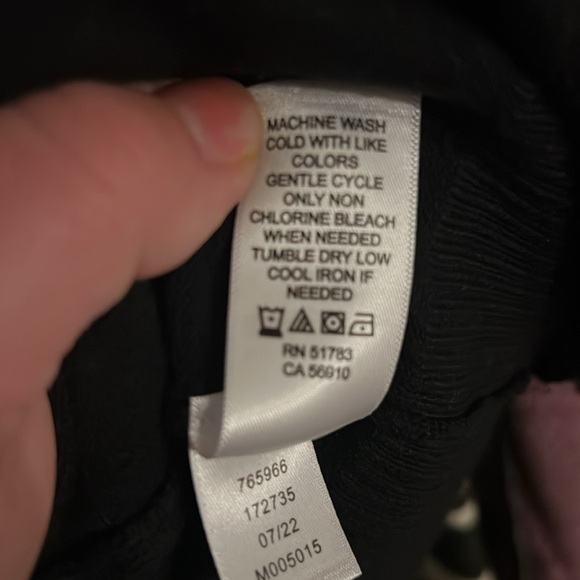 MACHINE WASH
COLD WITH LIKE
COLORS
GENTLE CYCLE
ONLY NON
CHLORINE BLEACH
WHEN NEEDED
TUMBLE DRY LOW
COOL IRON IF
NEEDED
RN 51783
CA 56910
765966
172735
07/22
M005015